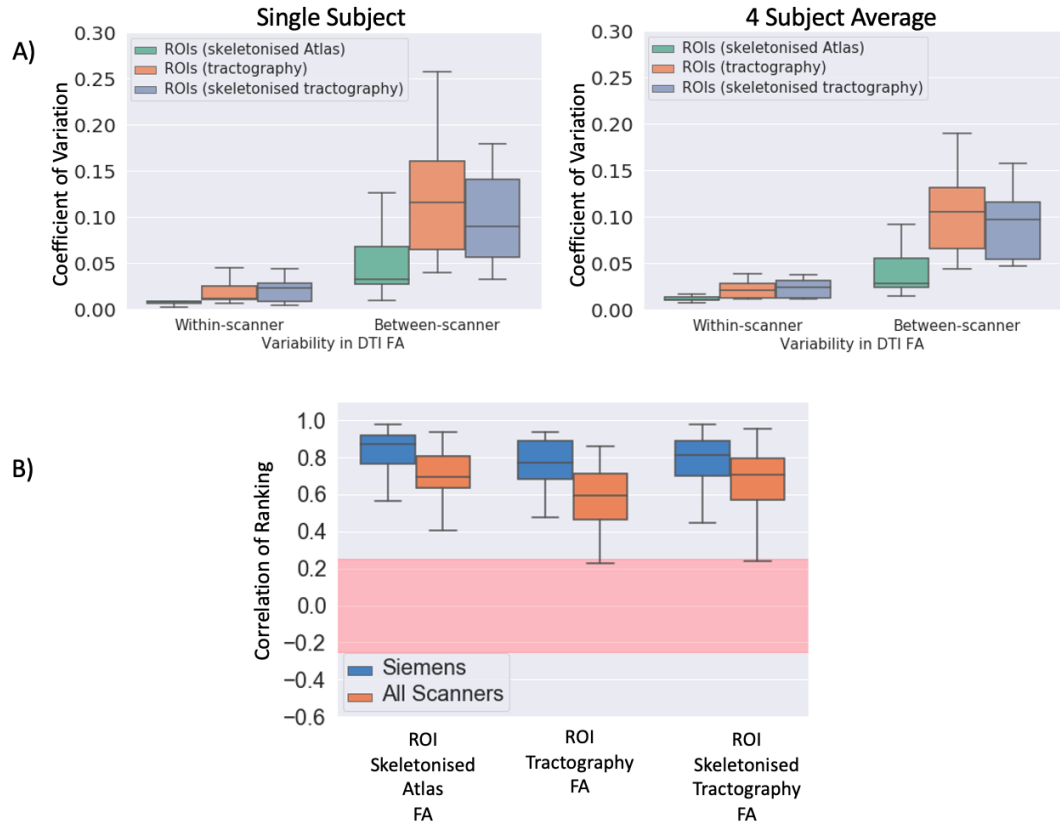 Single Subject
4 Subject Average
A)
0.30
0.25
0.20
0.15
0.10
0.05
0.00
Coefficient of Variation
ROIs (skeletonised Atlas)
ROIs (tractography)
ROIs (skeletonised tractography)
Within-scanner
Between-scanner
Variability in DTI FA
0.30
0.25
0.20
0.15
0.10
0.05
0.00
Coefficient of Variation
ROIs (skeletonised Atlas)
ROIs (tractography)
ROIs (skeletonised tractography)
Within-scanner
Between-scanner
Variability in DTI FA
B)
Correlation of Ranking
1.0
0.8
0.6
0.4
0.2
0.0
−0.2
−0.4
−0.6
Siemens
All Scanners
ROI
Skeletonised
Atlas
FA
ROI
Tractography
FA
ROI
Skeletonised
Tractography
FA